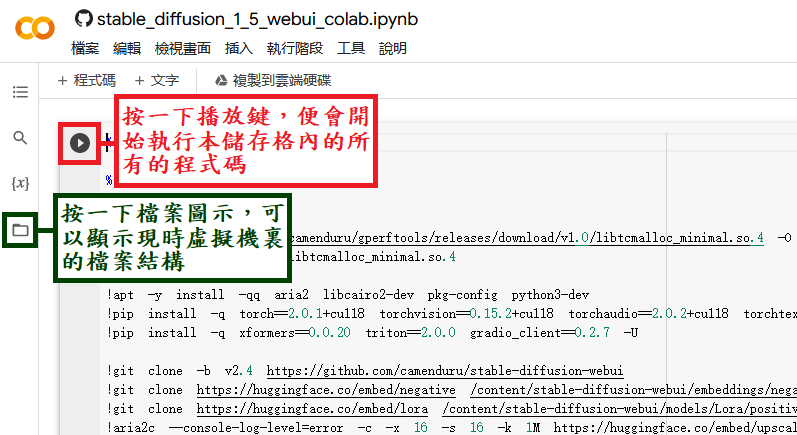 stable_diffusion_1_5_webui_colab.ipynb
檔案 編輯 檢視畫面 插入 執行階段 工具 說明
+ 程式碼 + 文字 複製到雲端硬碟
按一下播放鍵，便會開
始執行本儲存格內的所
有的程式碼
%
{x}
按一下檔案圖示，可
以顯示現時虛擬機裏
的檔案結構
camenduru/gperftools/releases/download/v1.0/libtcmalloc_minimal.so.4 -O
libtcmalloc_minimal.so.4
!apt -y install -qq aria2 libcairo2-dev pkg-config python3-dev
!pip install -q torch==2.0.1+cu118 torchvision==0.15.2+cu118 torchaudio==2.0.2+cu118 torchtex
!pip install -q xformers==0.0.20 triton==2.0.0 gradio_client==0.2.7 -U
!git clone -b v2.4 https://github.com/camenduru/stable-diffusion-webui
!git clone https://huggingface.co/embed/negative /content/stable-diffusion-webui/embeddings/nega
!git clone https://huggingface.co/embed/lora /content/stable-diffusion-webui/models/Lora/positiv
!aria2c --console-log-level=error -c -x 16 -s 16 -k 1M https://huggingface.co/embed/upscal